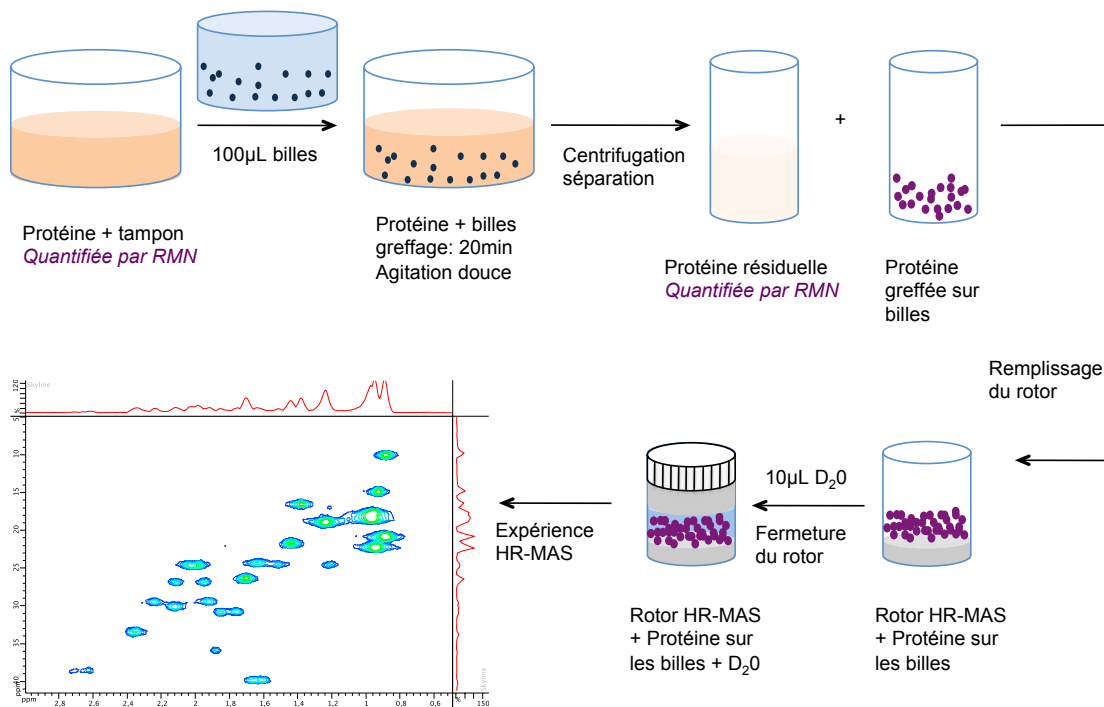 100µL billes
Centrifugation
séparation
+
Protéine + tampon
Quantifiée par RMN
Protéine + billes
greffage: 20min
Agitation douce
Protéine résiduelle
Quantifiée par RMN
Protéine
greffée sur
billes
Remplissage
du rotor
10µL D₂0
Fermeture
du rotor
Expérience
HR-MAS
Rotor HR-MAS
+ Protéine sur
les billes + D₂0
Rotor HR-MAS
+ Protéine sur
les billes
Skyline
120
%
5
10
15
20
25
30
35
40
ppm
ppm 2,8 2,6 2,4 2,2 2 1,8 1,6 1,4 1,2 1 0,8 0,6
% 150
Skyline